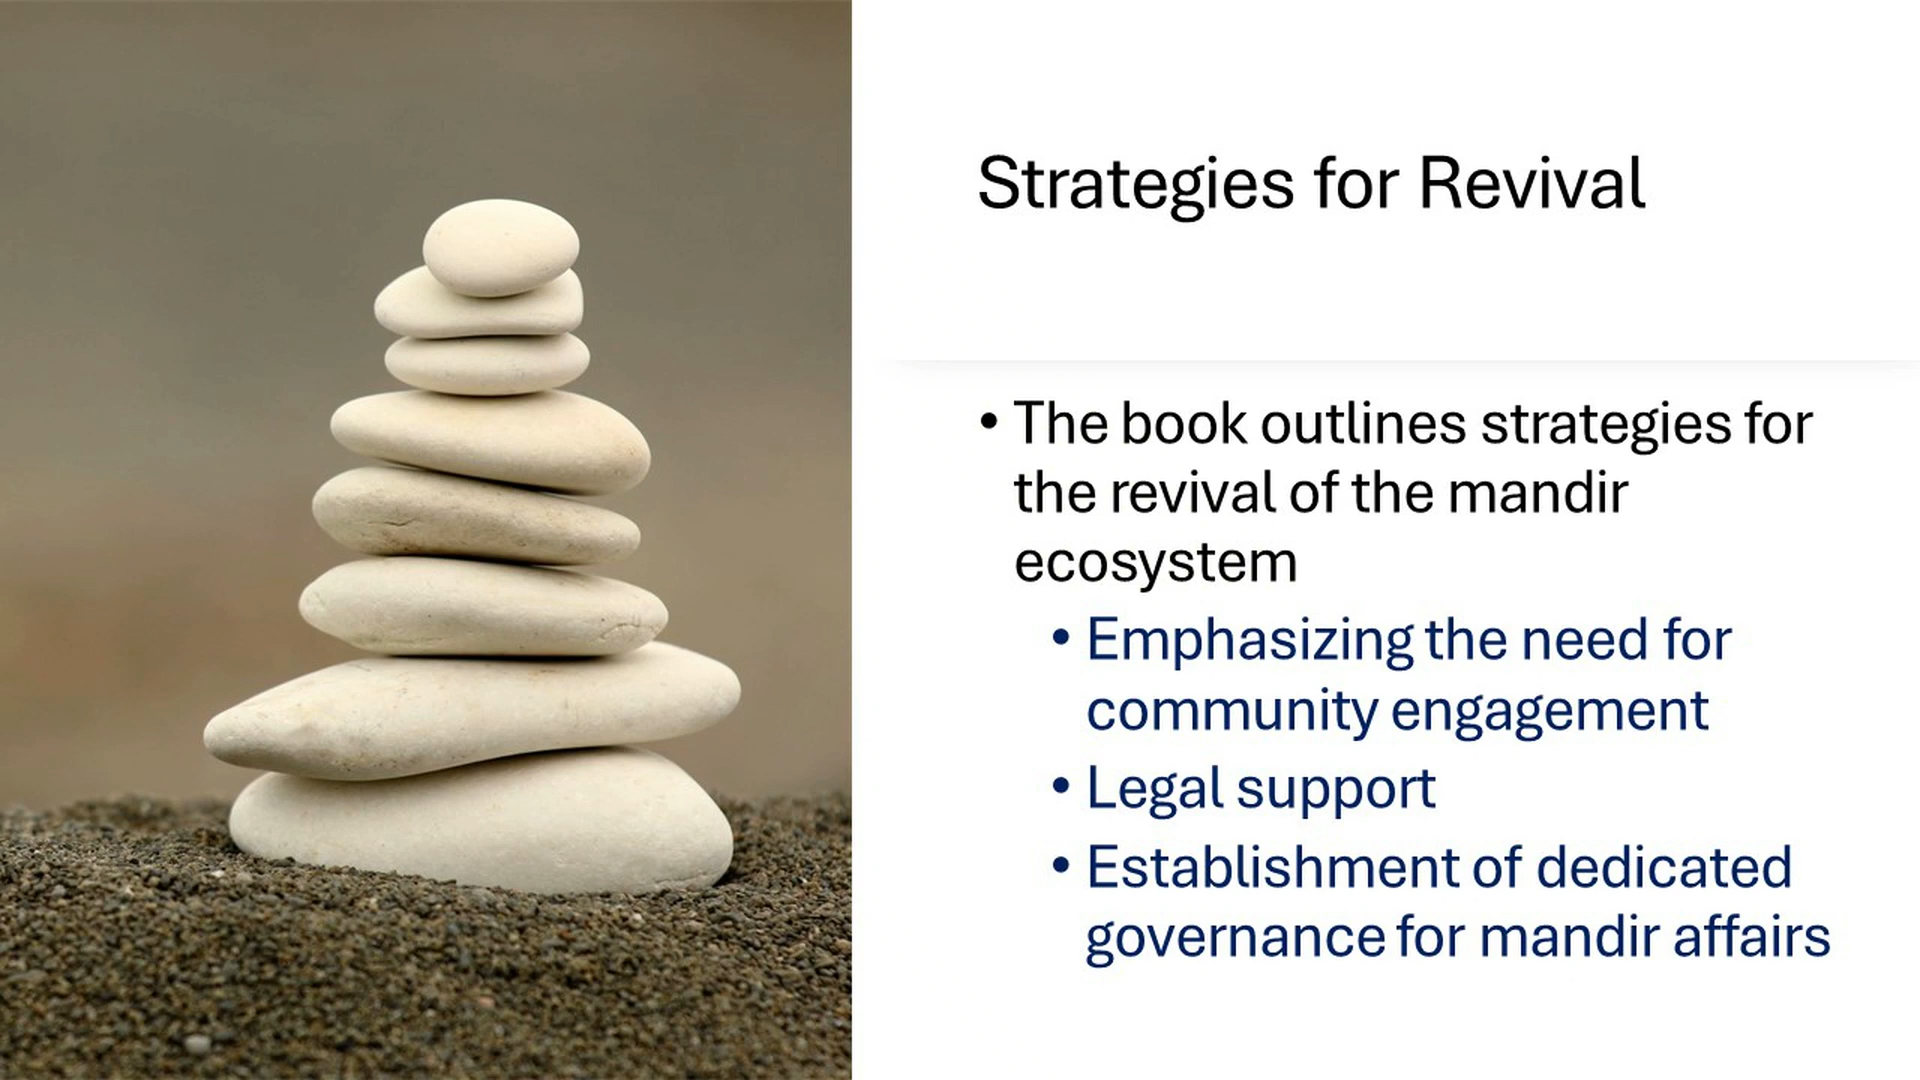 Strategies for Revival
• The book outlines strategies for
the revival of the mandir
ecosystem
• Emphasizing the need for
community engagement
• Legal support
• Establishment of dedicated
governance for mandir affairs